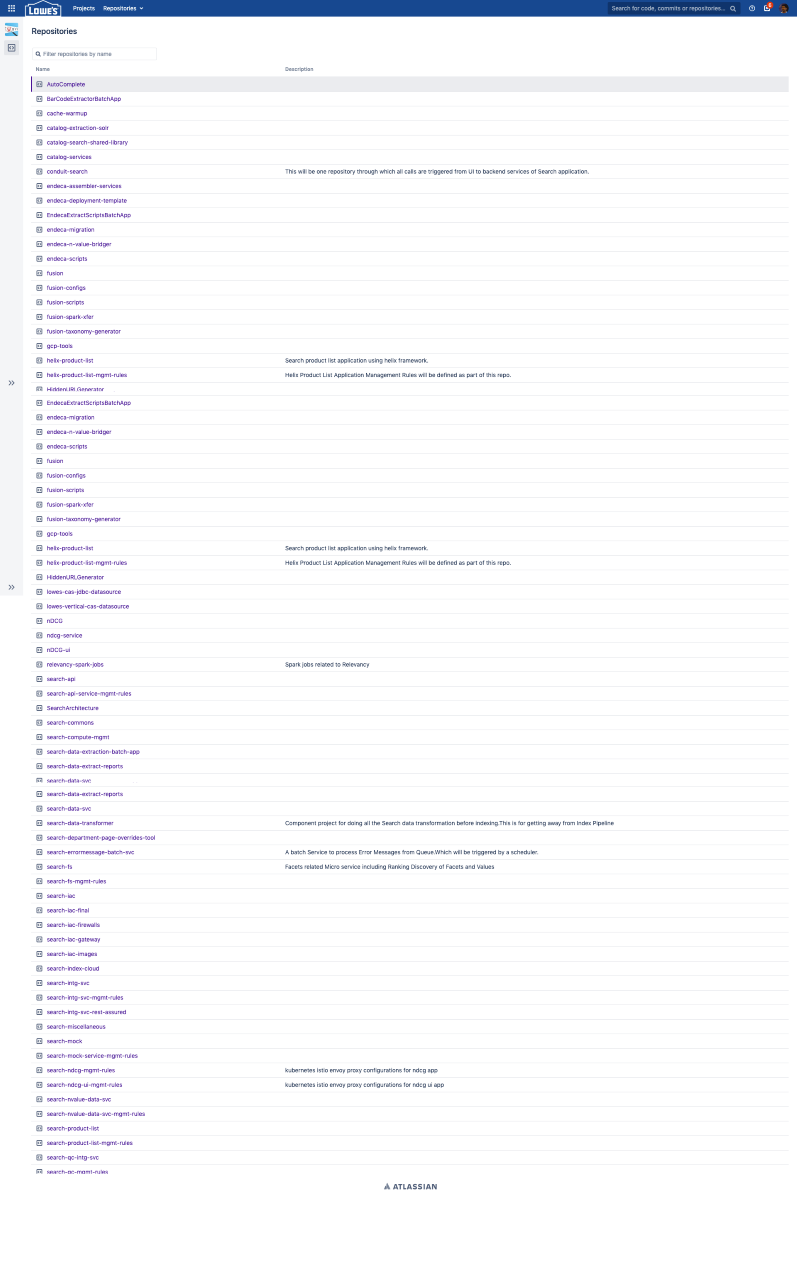 LOWE'S Projects Repositories Search for code, commits or repositories...
Repositories
Filter repositories by name
Name Description
AutoComplete
BarCodeExtractorBatchApp
cache-warmup
catalog-extraction-solr
catalog-search-shared-library
catalog-services
conduit-search This will be one repository through which all calls are triggered from UI to backend services of Search application.
endeca-assembler-services
endeca-deployment-template
EndecaExtractScriptsBatchApp
endeca-migration
endeca-n-value-bridger
endeca-scripts
fusion
fusion-configs
fusion-scripts
fusion-spark-xfer
fusion-taxonomy-generator
gcp-tools
helix-product-list Search product list application using helix framework.
helix-product-list-mgmt-rules Helix Product List Application Management Rules will be defined as part of this repo.
HiddenURLGenerator
EndecaExtractScriptsBatchApp
endeca-migration
endeca-n-value-bridger
endeca-scripts
fusion
fusion-configs
fusion-scripts
fusion-spark-xfer
fusion-taxonomy-generator
gcp-tools
helix-product-list Search product list application using helix framework.
helix-product-list-mgmt-rules Helix Product List Application Management Rules will be defined as part of this repo.
HiddenURLGenerator
lowes-cas-jdbc-datasource
lowes-vertical-cas-datasource
nDCG
ndcg-service
nDCG-ui
relevancy-spark-jobs Spark jobs related to Relevancy
search-api
search-api-service-mgmt-rules
SearchArchitecture
search-commons
search-compute-mgmt
search-data-extraction-batch-app
search-data-extract-reports
search-data-svc
search-data-extract-reports
search-data-svc
search-data-transformer Component project for doing all the Search data transformation before indexing.This is for getting away from Index Pipeline
search-department-page-overrides-tool
search-errormessage-batch-svc A batch Service to process Error Messages from Queue.Which will be triggered by a scheduler.
search-fs Facets related Micro service including Ranking Discovery of Facets and Values
search-fs-mgmt-rules
search-iac
search-iac-final
search-iac-firewalls
search-iac-gateway
search-iac-images
search-index-cloud
search-intg-svc
search-intg-svc-mgmt-rules
search-intg-svc-rest-assured
search-miscellaneous
search-mock
search-mock-service-mgmt-rules
search-ndcg-mgmt-rules kubernetes istio envoy proxy configurations for ndcg app
search-ndcg-ui-mgmt-rules kubernetes istio envoy proxy configurations for ndcg ui app
search-nvalue-data-svc
search-nvalue-data-svc-mgmt-rules
search-product-list
search-product-list-mgmt-rules
search-qc-intg-svc
search-qc-mgmt-rules
ATLASSIAN